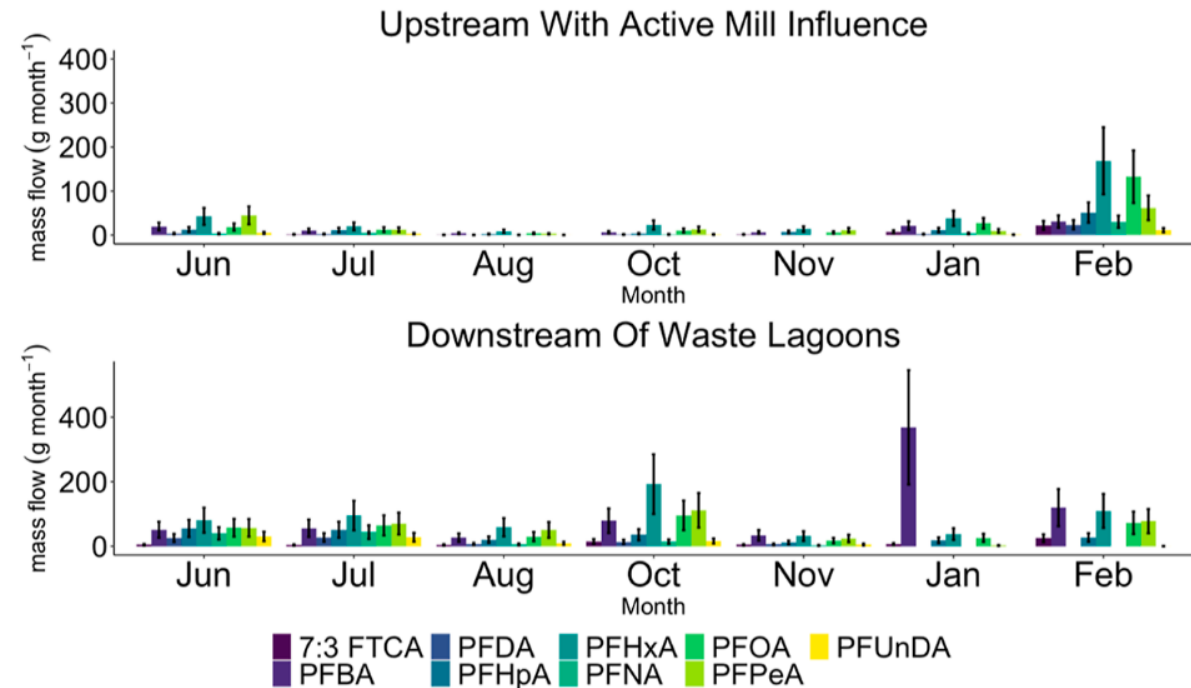 Upstream With Active Mill Influence
mass flow (g month⁻¹)
400
300
200
100
0
Jun Jul Aug Oct Nov Jan Feb
Month
Downstream Of Waste Lagoons
mass flow (g month⁻¹)
400
200
0
Jun Jul Aug Oct Nov Jan Feb
Month
7:3 FTCA PFDA PFHxA PFOA PFUnDA
PFBA PFHpA PFNA PFPeA